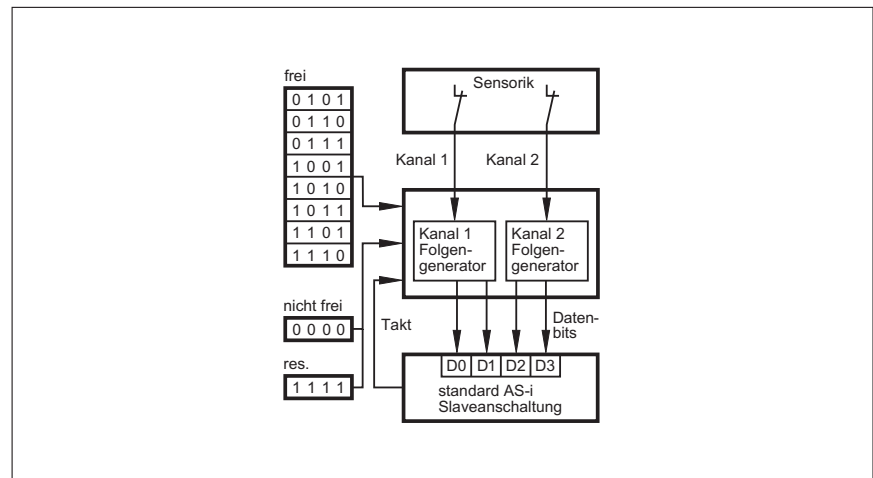 frei
0 1 0 1
0 1 1 0
0 1 1 1
1 0 0 1
1 0 1 0
1 0 1 1
1 1 0 1
1 1 1 0
nicht frei
0 0 0 0
res.
1 1 1 1
Sensorik
Kanal 1
Kanal 2
Kanal 1
Folgen-
generator
Kanal 2
Folgen-
generator
Takt
Daten-
bits
D0 D1 D2 D3
standard AS-i
Slaveanschaltung